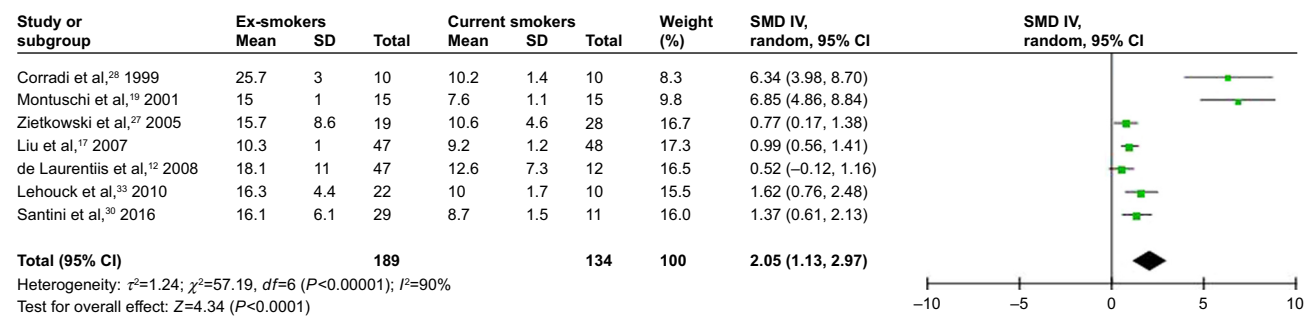 Study or subgroup Ex-smokers Current smokers Weight (%) SMD IV, random, 95% CI SMD IV, random, 95% CI
Mean SD Total Mean SD Total
Corradi et al,²⁸ 1999 25.7 3 10 10.2 1.4 10 8.3 6.34 (3.98, 8.70)
Montuschi et al,¹⁹ 2001 15 1 15 7.6 1.1 15 9.8 6.85 (4.86, 8.84)
Zietkowski et al,²⁷ 2005 15.7 8.6 19 10.6 4.6 28 16.7 0.77 (0.17, 1.38)
Liu et al,¹⁷ 2007 10.3 1 47 9.2 1.2 48 17.3 0.99 (0.56, 1.41)
de Laurentiis et al,¹² 2008 18.1 11 47 12.6 7.3 12 16.5 0.52 (–0.12, 1.16)
Lehouck et al,³³ 2010 16.3 4.4 22 10 1.7 10 15.5 1.62 (0.76, 2.48)
Santini et al,³⁰ 2016 16.1 6.1 29 8.7 1.5 11 16.0 1.37 (0.61, 2.13)
Total (95% CI) 189 134 100 2.05 (1.13, 2.97)
Heterogeneity: τ²=1.24; χ²=57.19, df=6 (P<0.00001); I²=90%
Test for overall effect: Z=4.34 (P<0.0001)
–10 –5 0 5 10